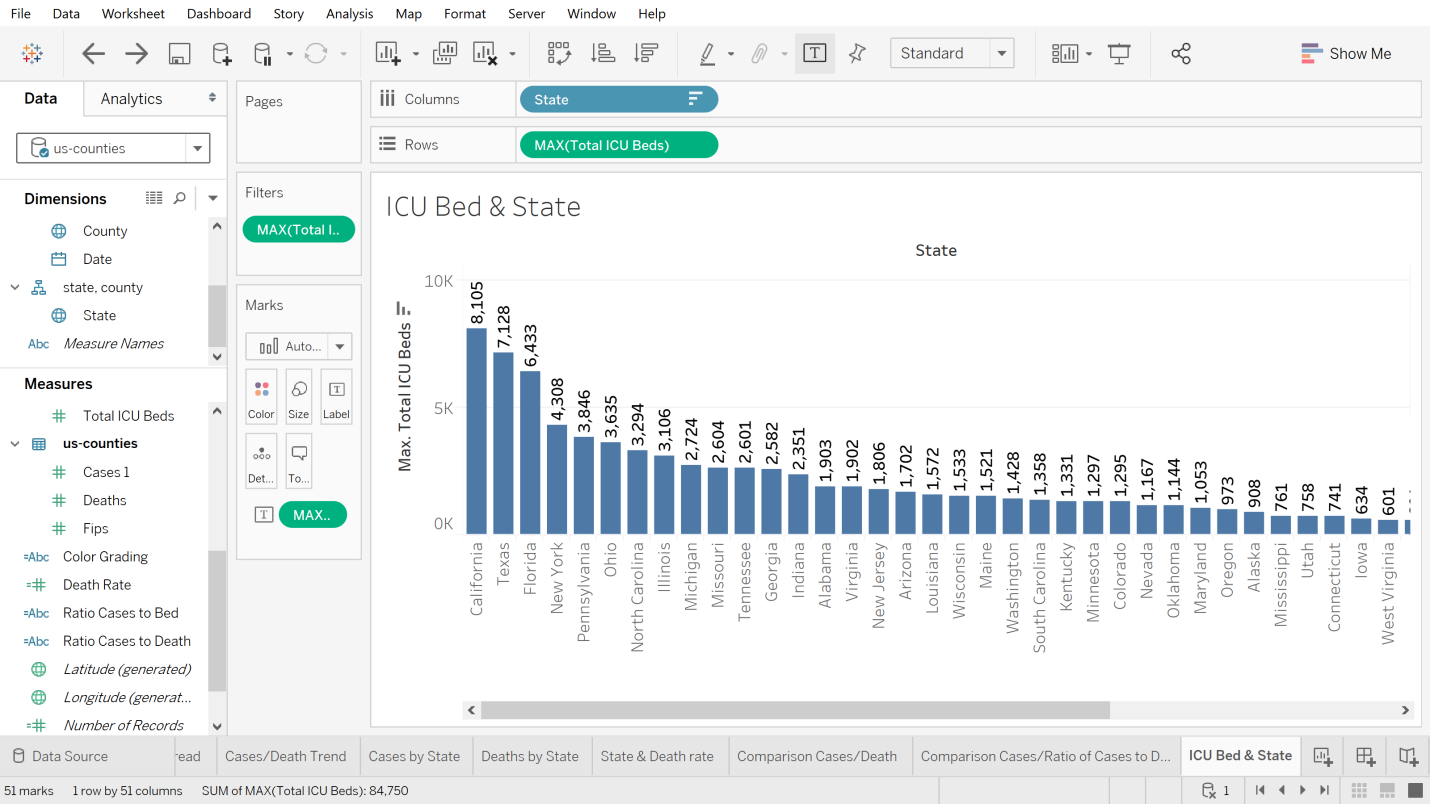 File Data Worksheet Dashboard Story Analysis Map Format Server Window Help
Standard
Show Me
Data
Analytics
us-counties
Dimensions
County
Date
state, county
State
Abc Measure Names
Measures
Total ICU Beds
us-counties
Cases 1
Deaths
Fips
=Abc Color Grading
Death Rate
=Abc Ratio Cases to Bed
=Abc Ratio Cases to Death
Latitude (generated)
Longitude (generat...
Number of Records
Pages
Filters
MAX(Total I..
Marks
Auto...
Color Size Label
Det... To...
MAX..
Columns
State
Rows
MAX(Total ICU Beds)
ICU Bed & State
State
Max. Total ICU Beds
10K
5K
0K
8,105
7,128
6,433
4,308
3,846
3,635
3,294
3,106
2,724
2,604
2,601
2,582
2,351
1,903
1,902
1,806
1,702
1,572
1,533
1,521
1,428
1,358
1,331
1,297
1,295
1,167
1,144
1,053
973
908
761
758
741
634
601
California
Texas
Florida
New York
Pennsylvania
Ohio
North Carolina
Illinois
Michigan
Missouri
Tennessee
Georgia
Indiana
Alabama
Virginia
New Jersey
Arizona
Louisiana
Wisconsin
Maine
Washington
South Carolina
Kentucky
Minnesota
Colorado
Nevada
Oklahoma
Maryland
Oregon
Alaska
Mississippi
Utah
Connecticut
Iowa
West Virginia
Data Source
read
Cases/Death Trend
Cases by State
Deaths by State
State & Death rate
Comparison Cases/Death
Comparison Cases/Ratio of Cases to D...
ICU Bed & State
51 marks 1 row by 51 columns SUM of MAX(Total ICU Beds): 84,750
1